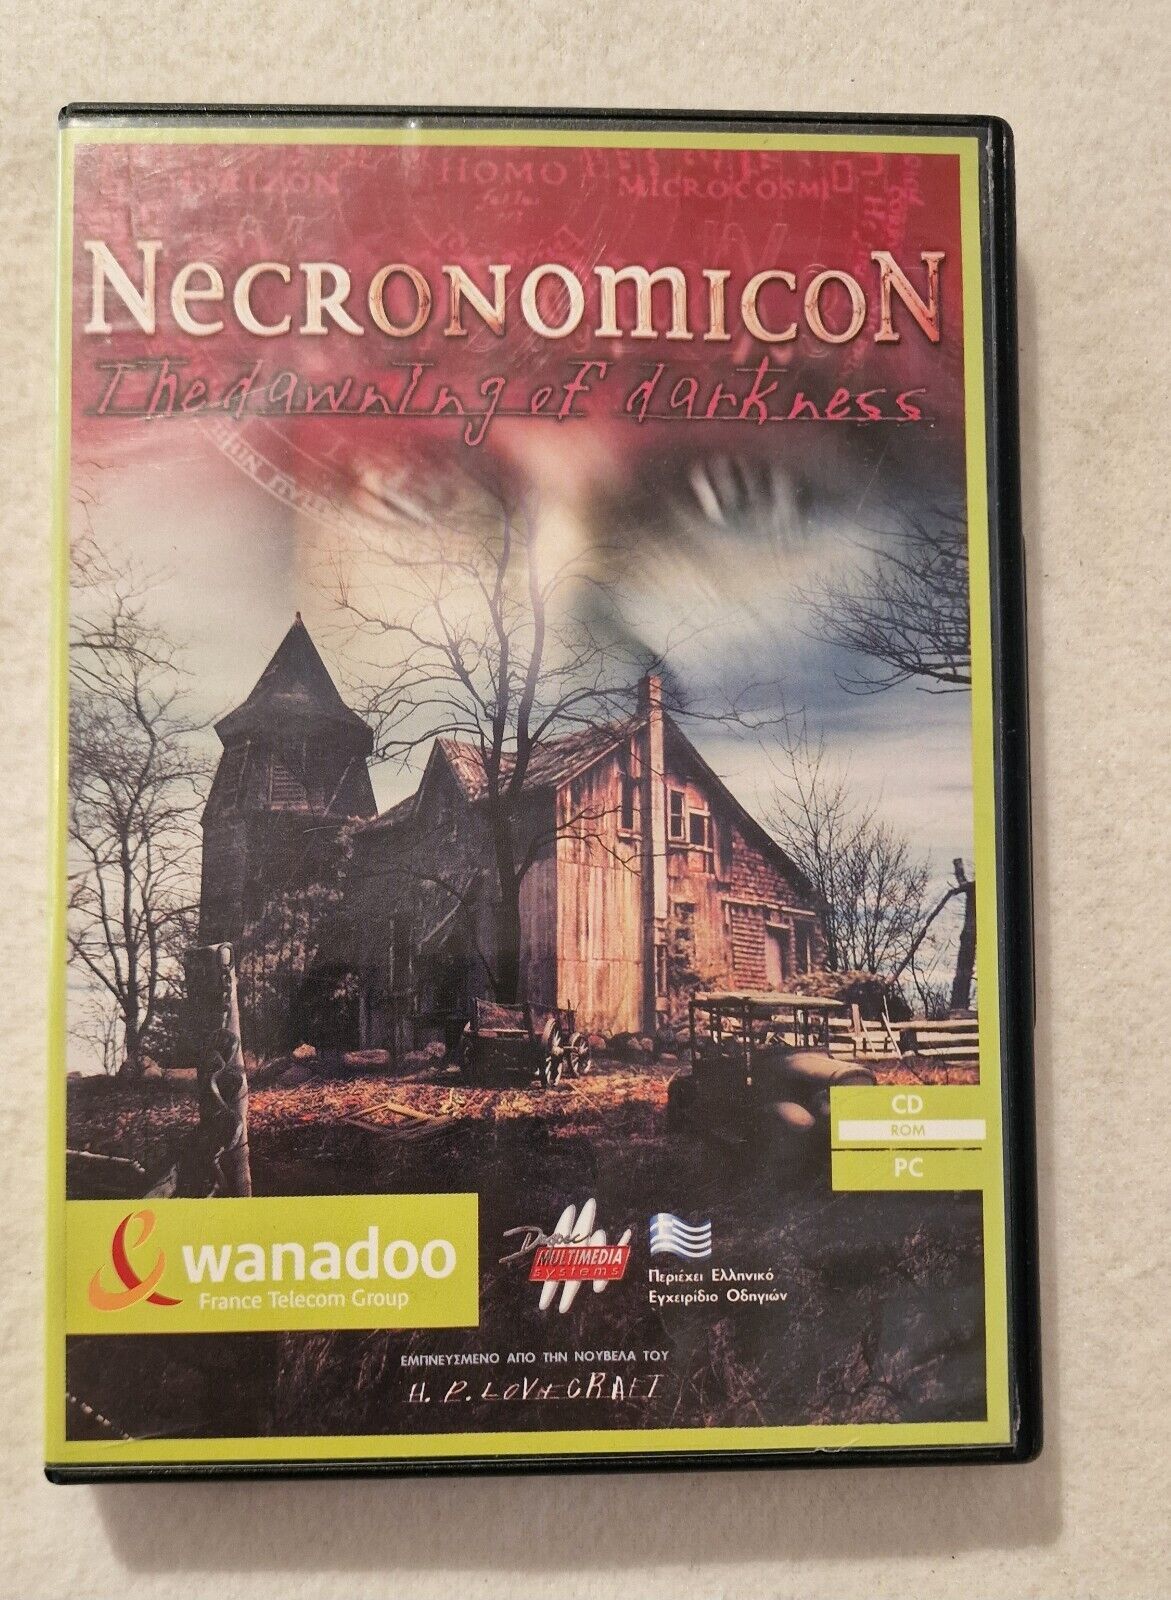 HOMO
MICROCOSMI
NECRONOMICON
The dawning of darkness
CD
ROM
PC
wanadoo
France Telecom Group
MULTIMEDIA
systems
Περιέχει Ελληνικό
Εγχειρίδιο Οδηγιών
ΕΜΠΝΕΥΣΜΕΝΟ ΑΠΟ ΤΗΝ ΝΟΥΒΕΛΑ ΤΟΥ
H. P. LOVECRAFT